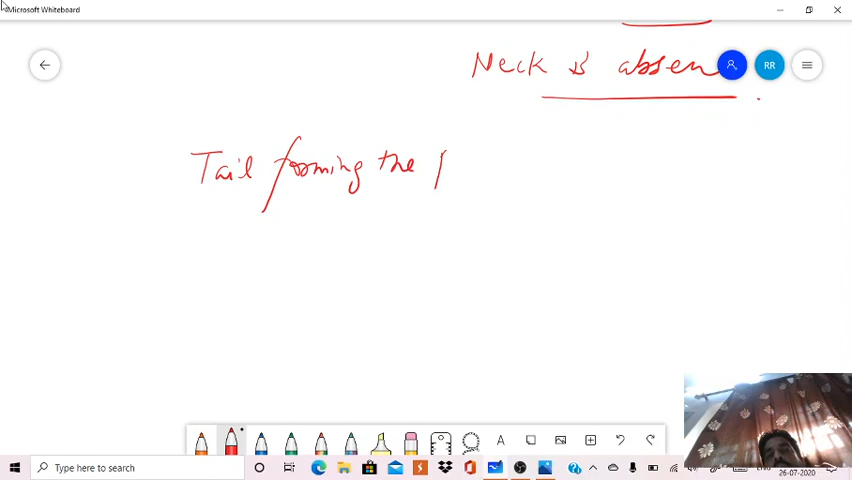 Microsoft Whiteboard
Neck is absen
RR
Tail forming the
Type here to search
26-07-2020